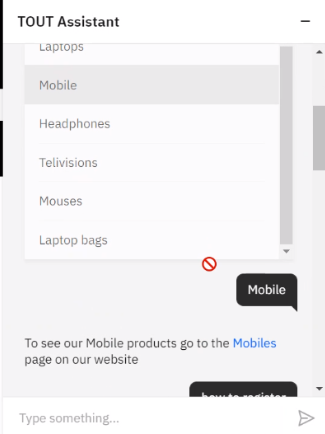 TOUT Assistant
Laptops
Mobile
Headphones
Telivisions
Mouses
Laptop bags
Mobile
To see our Mobile products go to the Mobiles
page on our website
how to register
Type something...